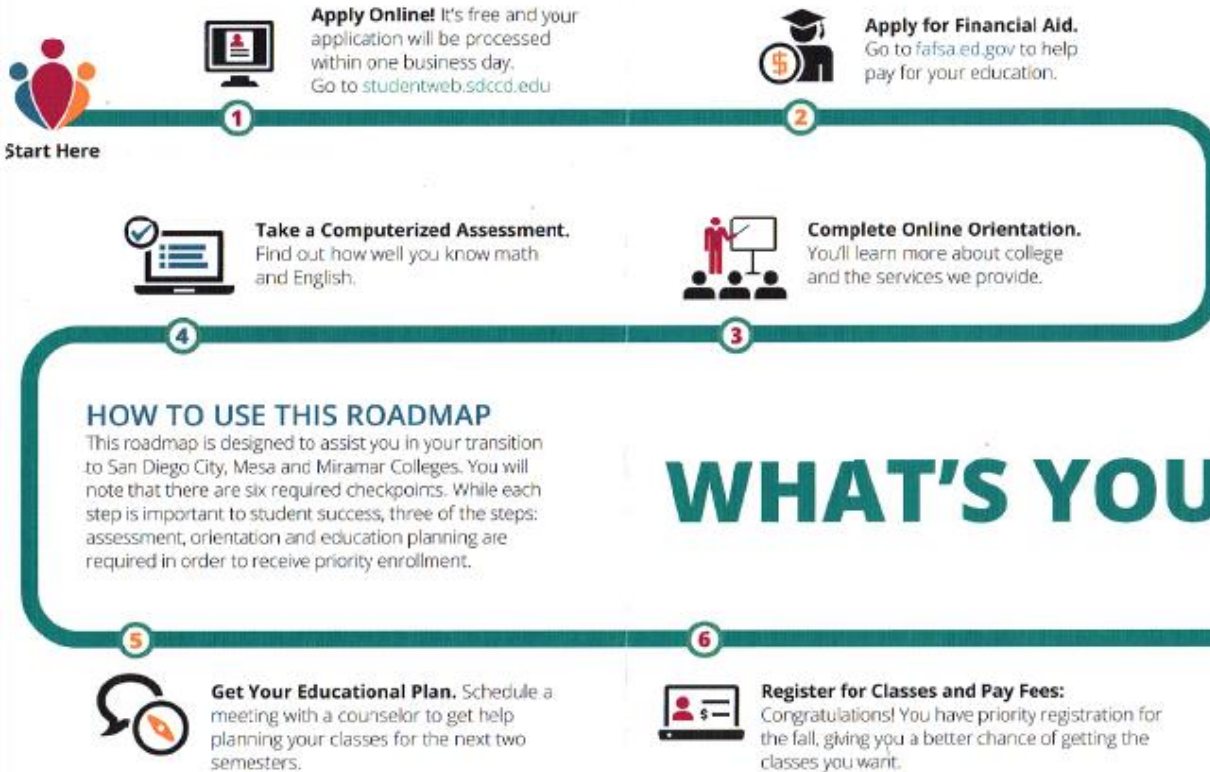 Apply Online! It's free and your
application will be processed
within one business day.
Go to studentweb.sdccd.edu
Apply for Financial Aid.
Go to fafsa.ed.gov to help
pay for your education.
1
2
Start Here
Take a Computerized Assessment.
Find out how well you know math
and English.
Complete Online Orientation.
You'll learn more about college
and the services we provide.
4
3
HOW TO USE THIS ROADMAP
This roadmap is designed to assist you in your transition
to San Diego City, Mesa and Miramar Colleges. You will
note that there are six required checkpoints. While each
step is important to student success, three of the steps:
assessment, orientation and education planning are
required in order to receive priority enrollment.
WHAT'S YOU
5
6
Get Your Educational Plan. Schedule a
meeting with a counselor to get help
planning your classes for the next two
semesters.
Register for Classes and Pay Fees:
Congratulations! You have priority registration for
the fall, giving you a better chance of getting the
classes you want.